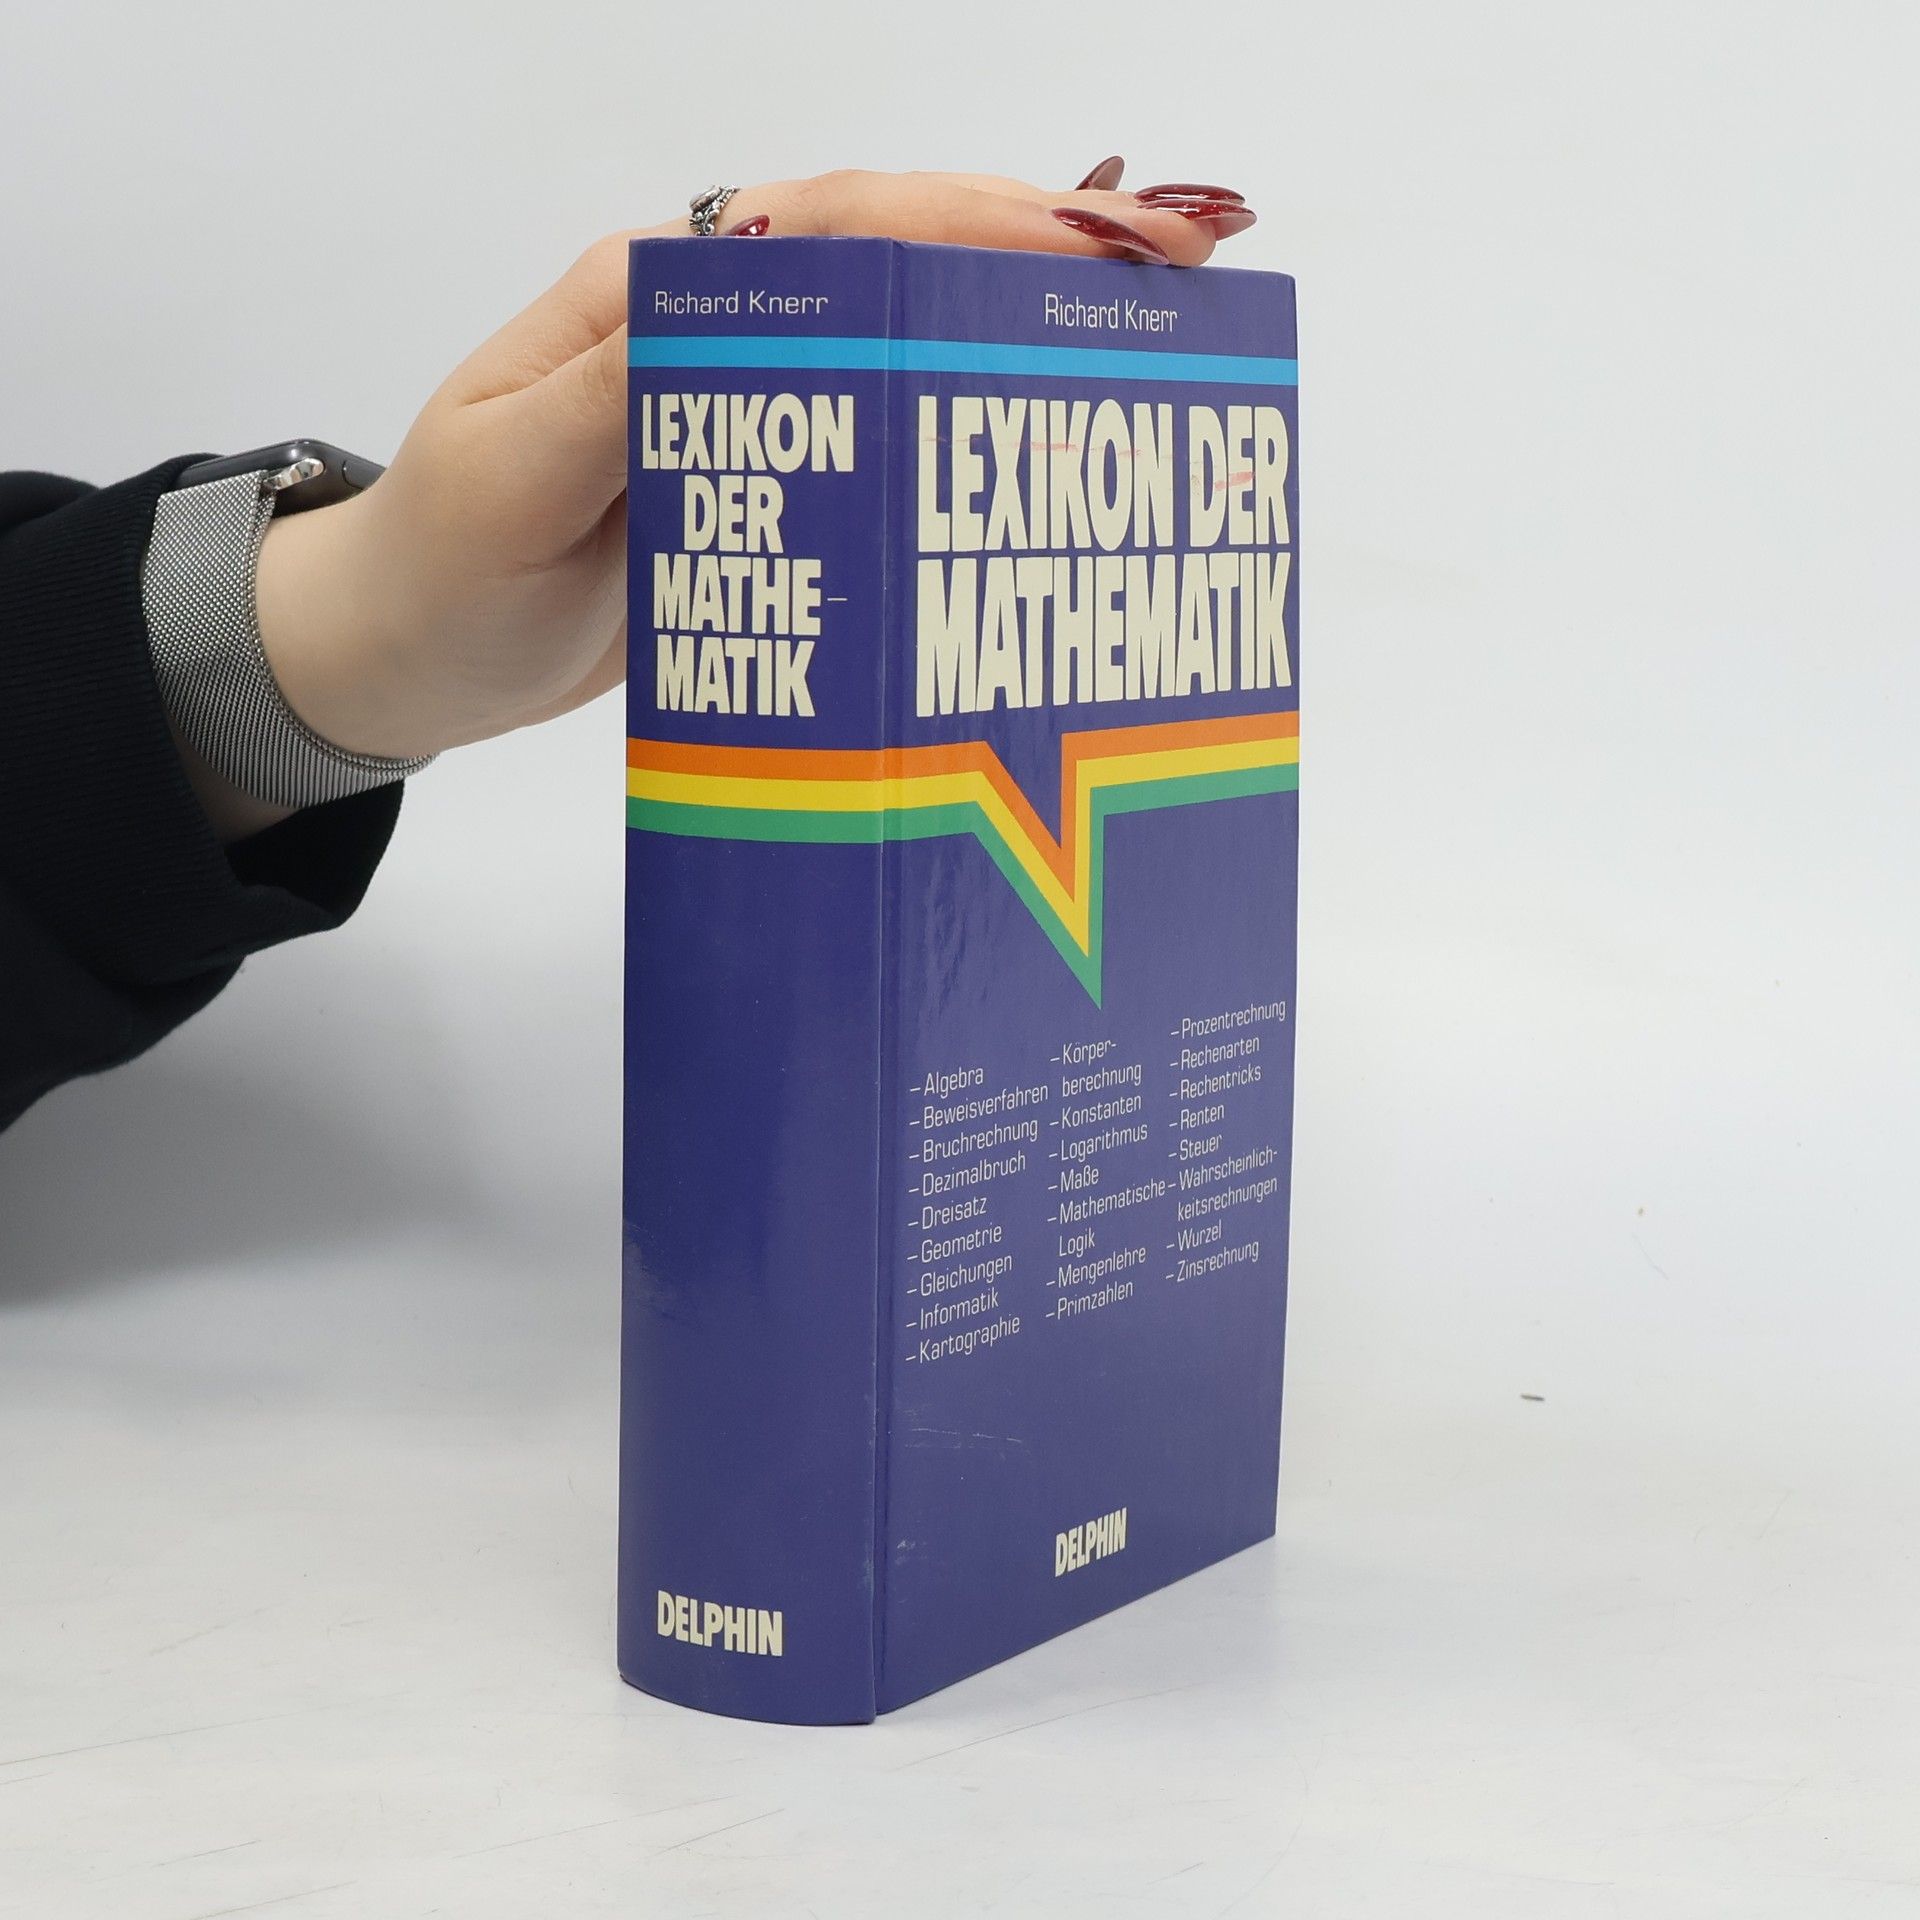 Richard Knerr
LEXIKON
DER
MATHE-
MATIK
DELPHIN
Richard Knerr
LEXIKON DER
MATHEMATIK
– Algebra
– Beweisverfahren
– Bruchrechnung
– Dezimalbruch
– Dreisatz
– Geometrie
– Gleichungen
– Informatik
– Kartographie
– Körper-
berechnung
– Konstanten
– Logarithmus
– Maße
– Mathematische
Logik
– Mengenlehre
– Primzahlen
– Prozentrechnung
– Rechenarten
– Rechentricks
– Renten
– Steuer
– Wahrscheinlich-
keitsrechnungen
– Wurzel
– Zinsrechnung
DELPHIN